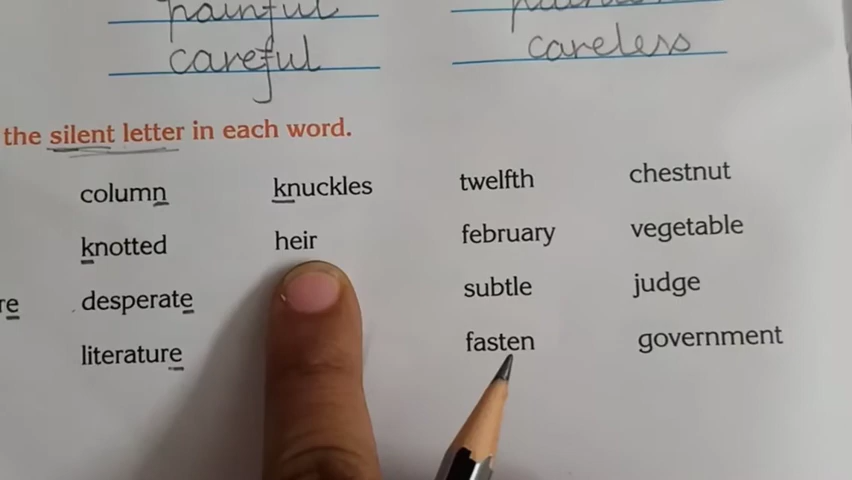 careful careless
the silent letter in each word.
column knuckles twelfth chestnut
knotted heir february vegetable
re desperate subtle judge
literature fasten government